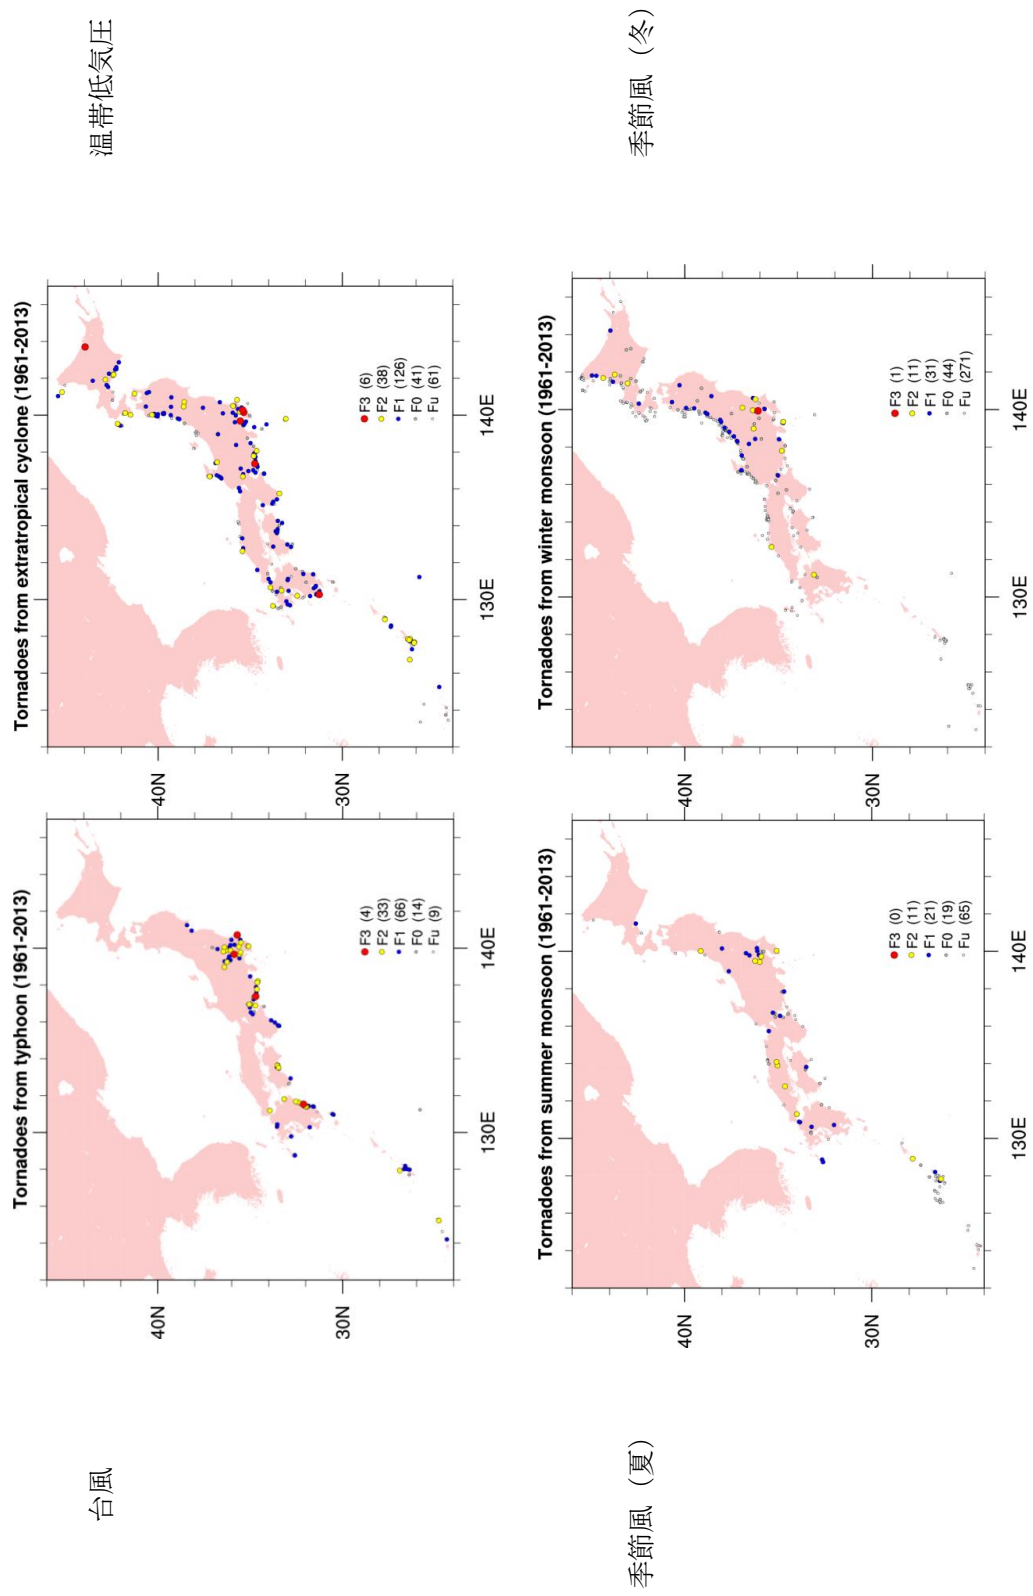 台風
温帯低気圧
Tornadoes from typhoon (1961-2013)
40N
30N
130E
140E
F3 (4)
F2 (33)
F1 (66)
F0 (14)
Fu (9)
Tornadoes from extratropical cyclone (1961-2013)
40N
30N
130E
140E
F3 (6)
F2 (38)
F1 (126)
F0 (41)
Fu (61)
季節風（夏）
季節風（冬）
Tornadoes from summer monsoon (1961-2013)
40N
30N
130E
140E
F3 (0)
F2 (11)
F1 (21)
F0 (19)
Fu (65)
Tornadoes from winter monsoon (1961-2013)
40N
30N
130E
140E
F3 (1)
F2 (11)
F1 (31)
F0 (44)
Fu (271)